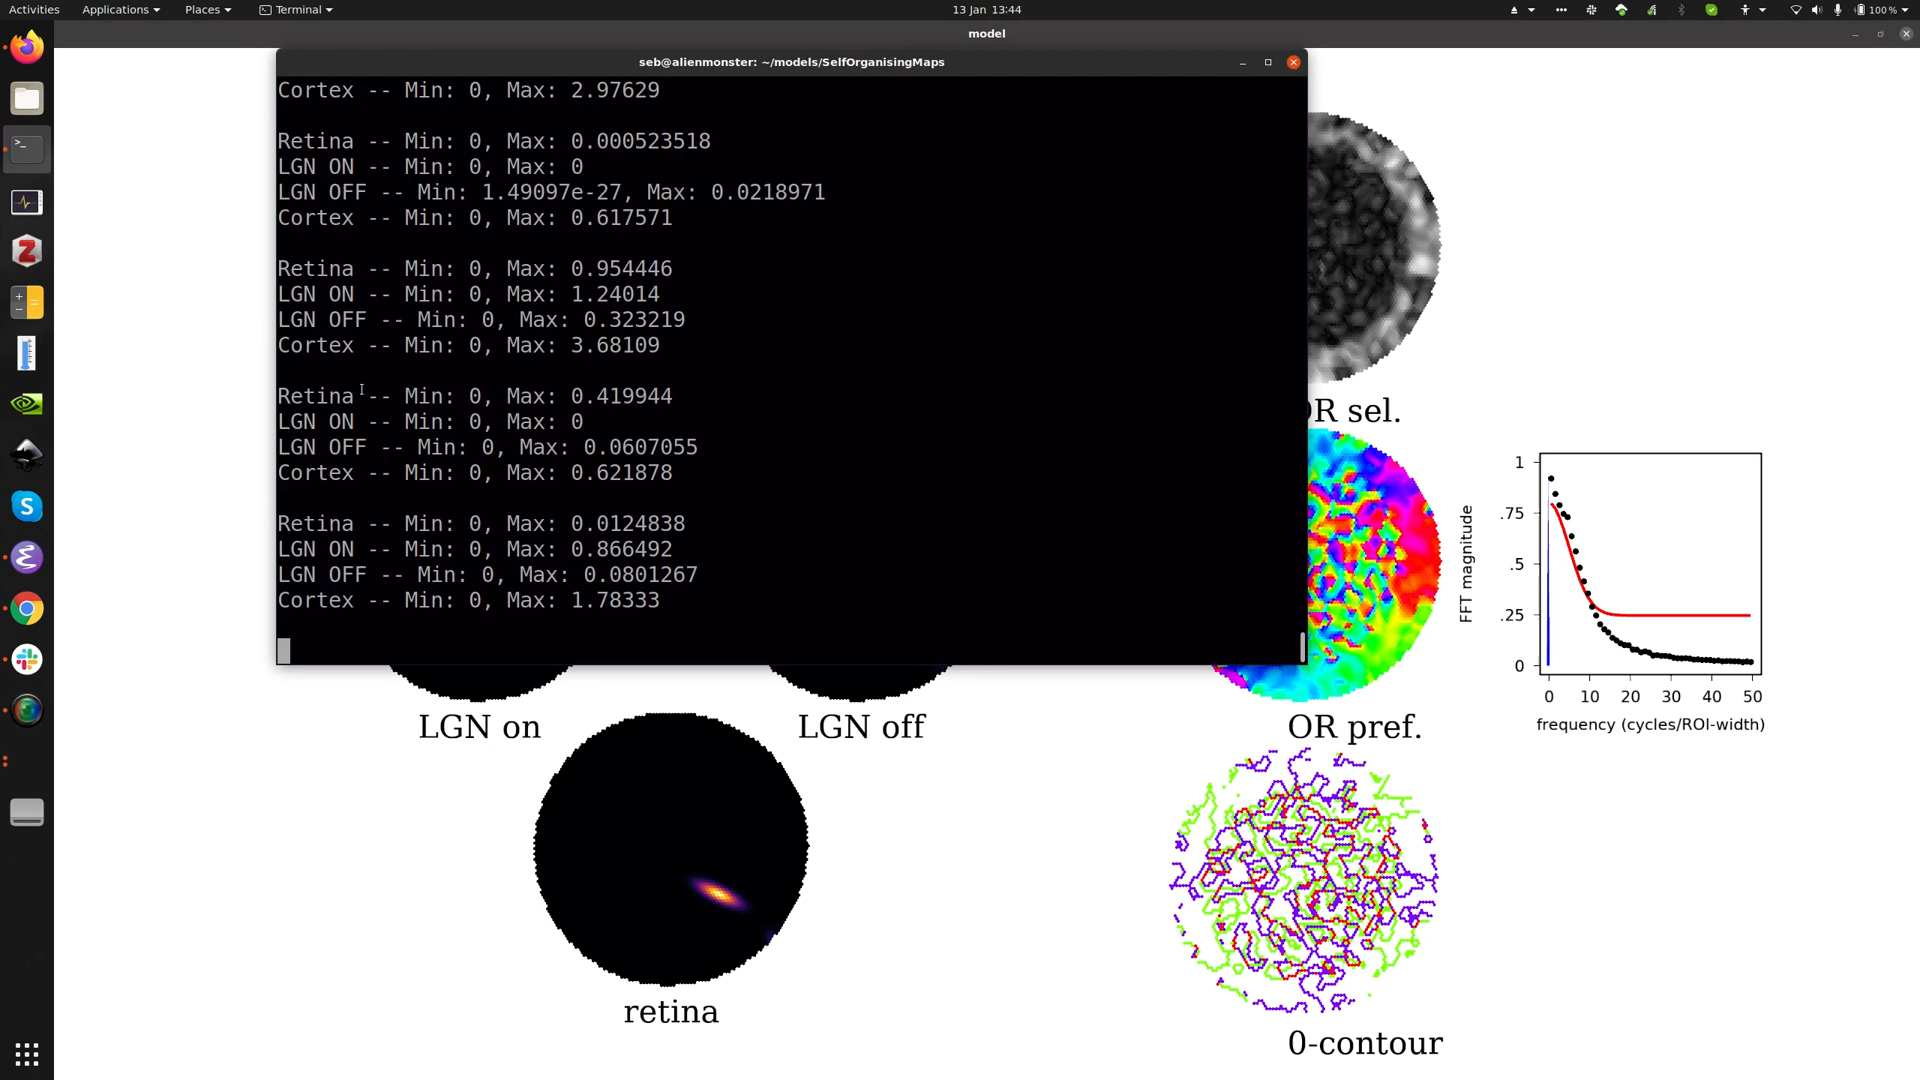 Activities Applications Places Terminal 13 Jan 13:44 100 %
model
seb@alienmonster: ~/models/SelfOrganisingMaps
Cortex -- Min: 0, Max: 2.97629
Retina -- Min: 0, Max: 0.000523518
LGN ON -- Min: 0, Max: 0
LGN OFF -- Min: 1.49097e-27, Max: 0.0218971
Cortex -- Min: 0, Max: 0.617571
Retina -- Min: 0, Max: 0.954446
LGN ON -- Min: 0, Max: 1.24014
LGN OFF -- Min: 0, Max: 0.323219
Cortex -- Min: 0, Max: 3.68109
Retina -- Min: 0, Max: 0.419944
LGN ON -- Min: 0, Max: 0
LGN OFF -- Min: 0, Max: 0.0607055
Cortex -- Min: 0, Max: 0.621878
Retina -- Min: 0, Max: 0.0124838
LGN ON -- Min: 0, Max: 0.866492
LGN OFF -- Min: 0, Max: 0.0801267
Cortex -- Min: 0, Max: 1.78333
OR sel.
FFT magnitude
1
.75
.5
.25
0
0 10 20 30 40 50
frequency (cycles/ROI-width)
LGN on
LGN off
OR pref.
retina
0-contour